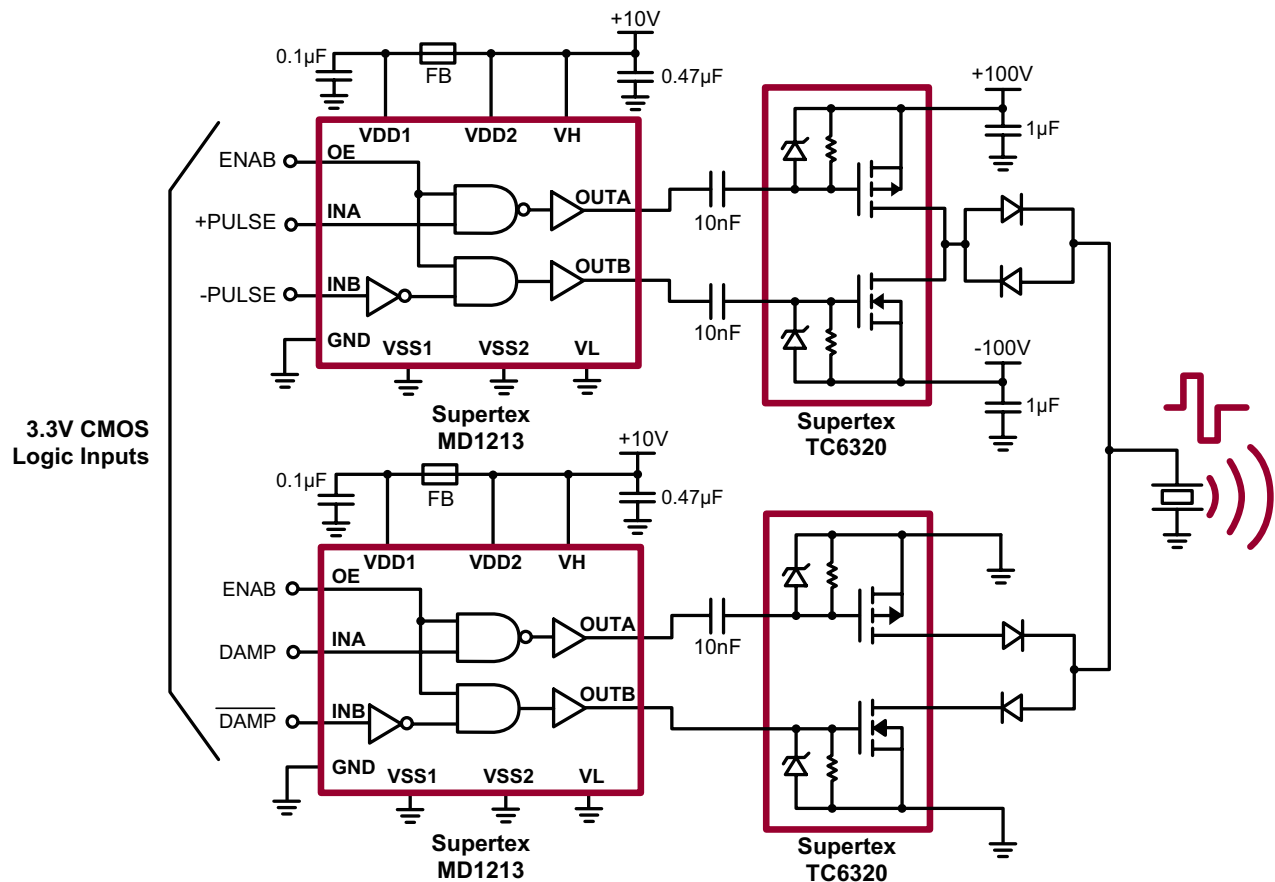 +10V
0.1µF
FB
0.47µF
+100V
1µF
VDD1 VDD2 VH
ENAB OE
OUTA
+PULSE INA
10nF
OUTB
-PULSE INB
10nF
GND
VSS1 VSS2 VL
-100V
1µF
Supertex
MD1213
Supertex
TC6320
3.3V CMOS
Logic Inputs
+10V
0.1µF
FB
0.47µF
VDD1 VDD2 VH
ENAB OE
OUTA
DAMP INA
10nF
OUTB
DAMP INB
GND
VSS1 VSS2 VL
Supertex
MD1213
Supertex
TC6320